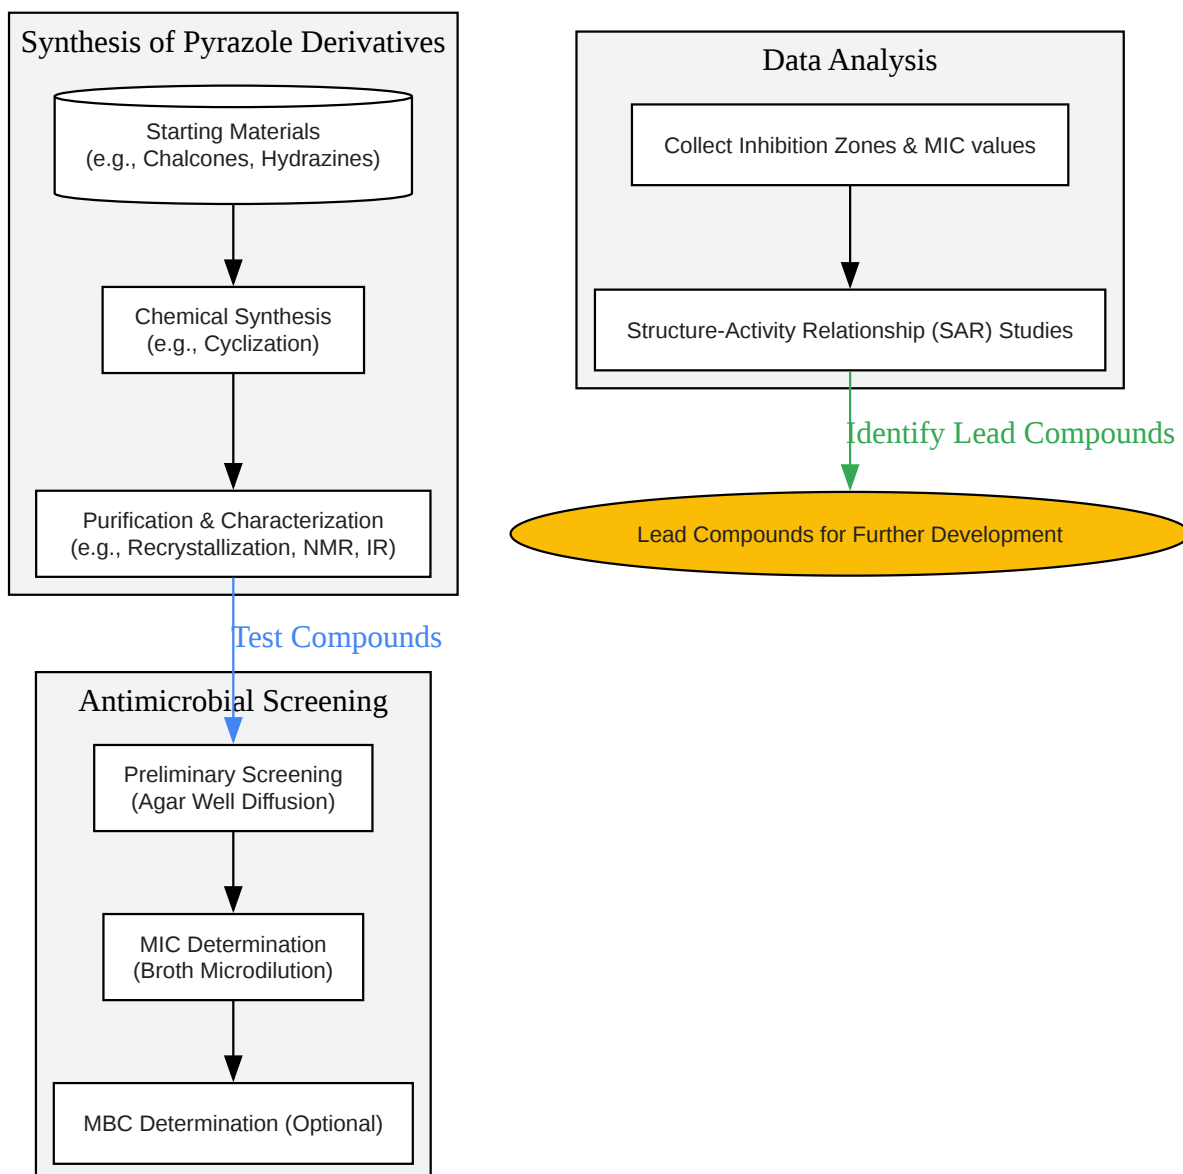 Synthesis of Pyrazole Derivatives
Starting Materials
(e.g., Chalcones, Hydrazines)
Chemical Synthesis
(e.g., Cyclization)
Purification & Characterization
(e.g., Recrystallization, NMR, IR)
Test Compounds
Antimicrobial Screening
Preliminary Screening
(Agar Well Diffusion)
MIC Determination
(Broth Microdilution)
MBC Determination (Optional)
Data Analysis
Collect Inhibition Zones & MIC values
Structure-Activity Relationship (SAR) Studies
Identify Lead Compounds
Lead Compounds for Further Development